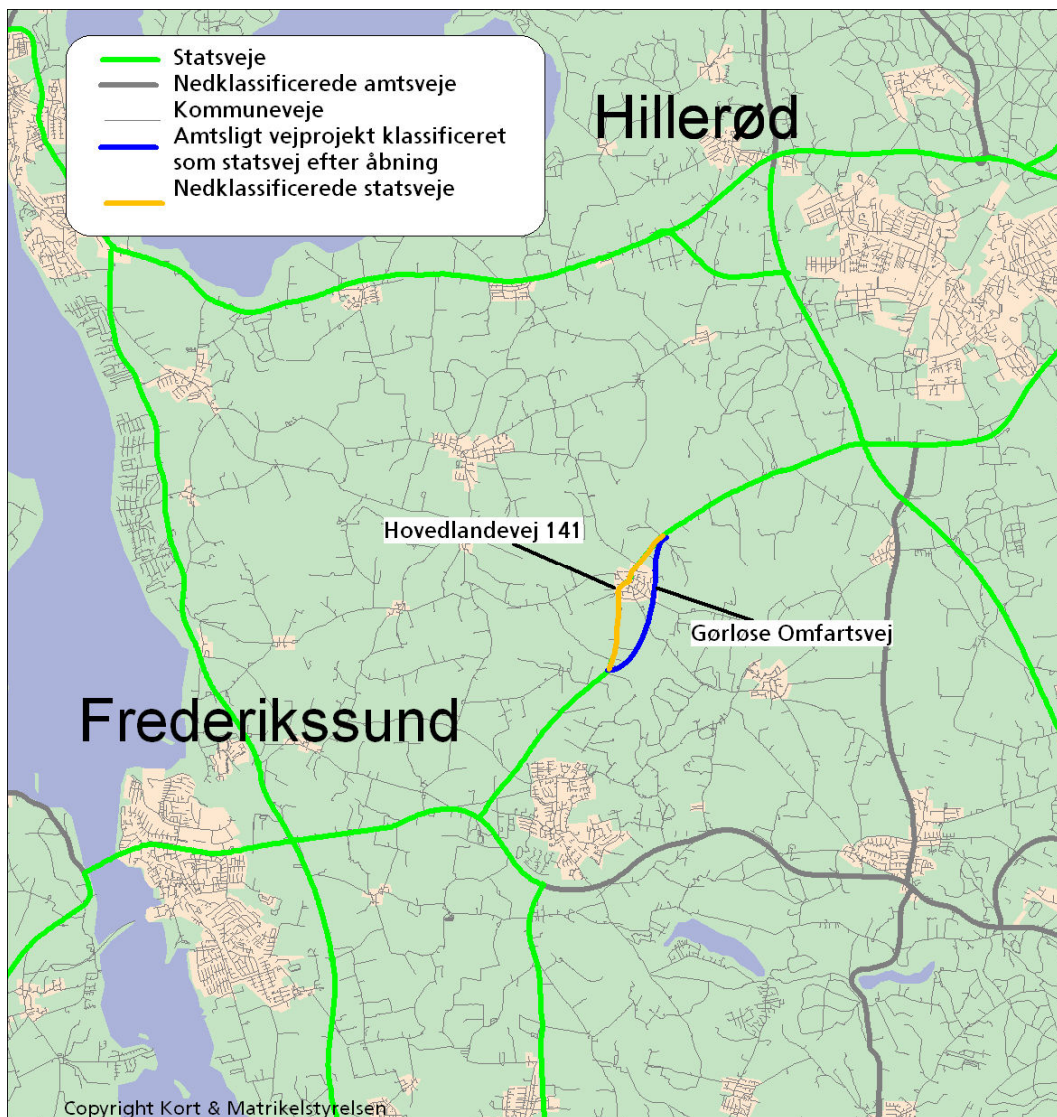 Statsveje
Nedklassificerede amtsveje
Kommuneveje
Amtsligt vejprojekt klassificeret
som statsvej efter åbning
Nedklassificerede statsveje
Hillerød
Hovedlandevej 141
Gørløse Omfartsvej
Frederikssund
Copyright Kort & Matrikelstyrelsen